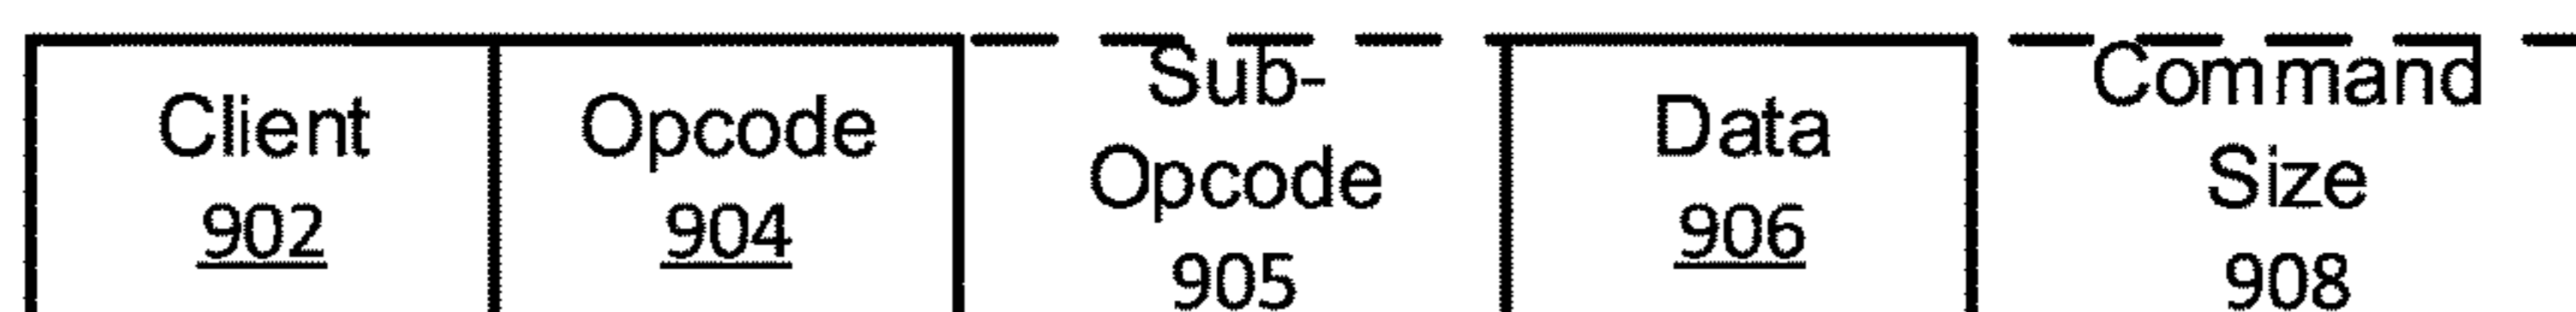 Client
902
Opcode
904
Sub-
Opcode
905
Data
906
Command
Size
908